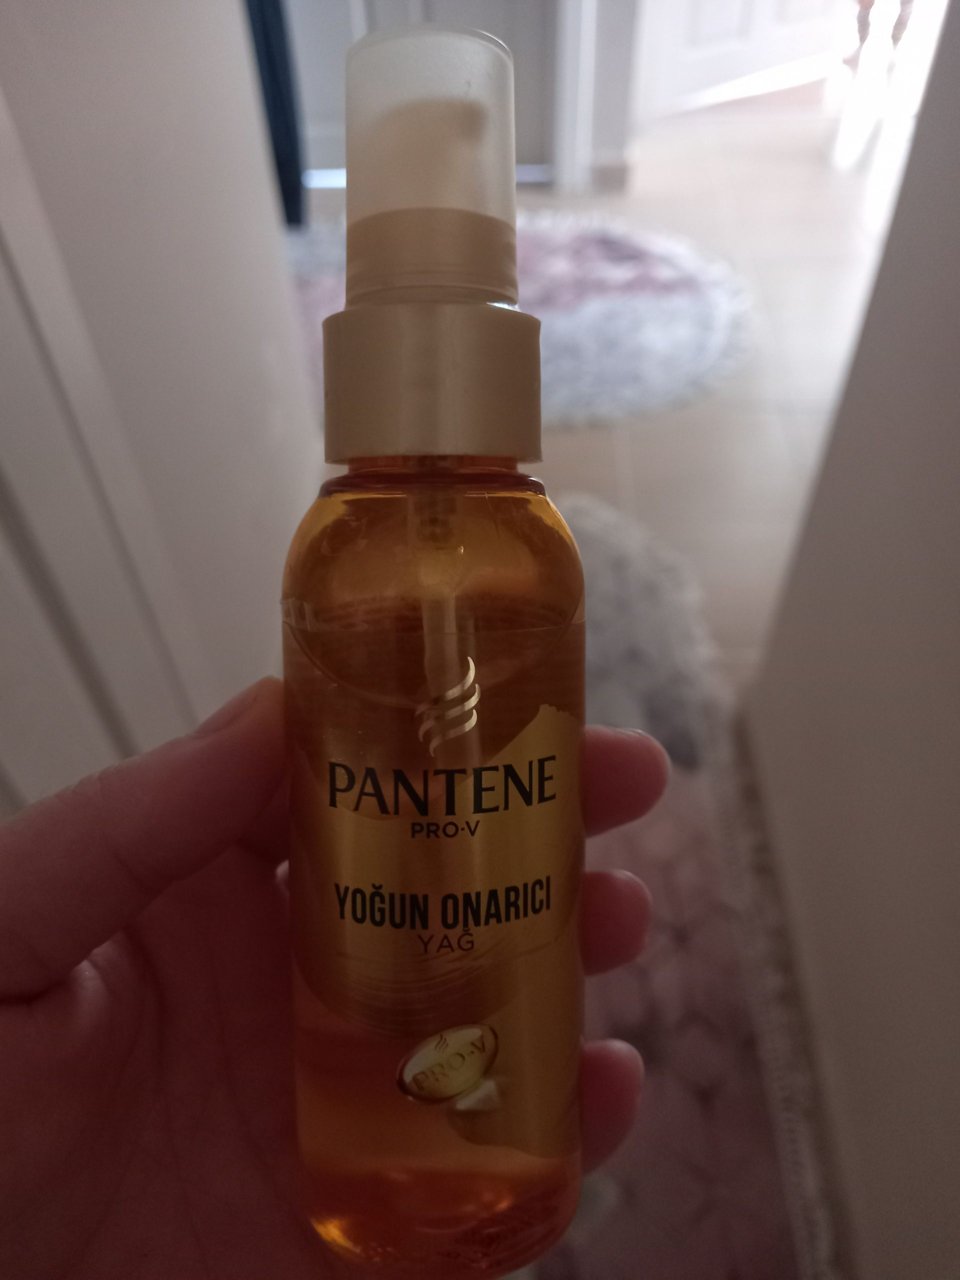 PANTENE
PRO-V
YOĞUN ONARICI
YAĞ
PRO-V